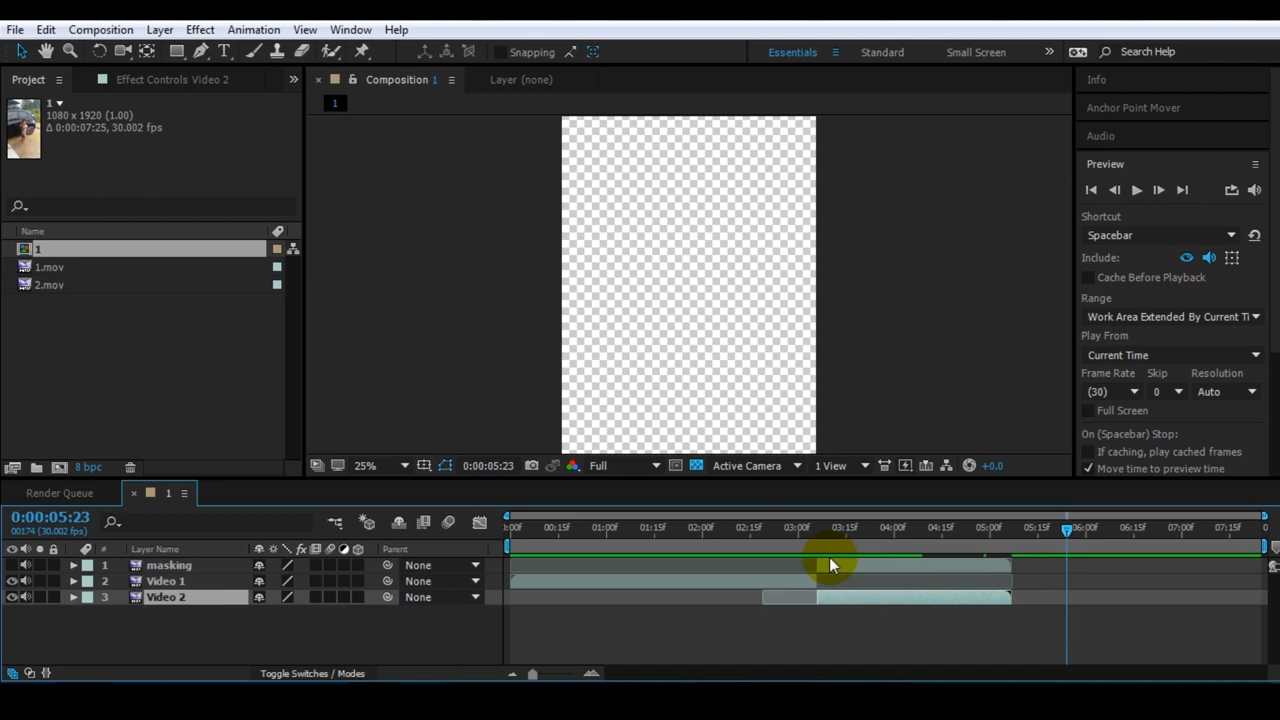 File Edit Composition Layer Effect Animation View Window Help
Snapping Essentials Standard Small Screen Search Help
Project Effect Controls Video 2
1
1080 x 1920 (1.00)
Δ 0:00:07:25, 30.002 fps
Name
1
1.mov
2.mov
8 bpc
Composition 1 Layer (none)
1
25% 0:00:05:23 Full Active Camera 1 View +0.0
Info
Anchor Point Mover
Audio
Preview
Shortcut
Spacebar
Include:
Cache Before Playback
Range
Work Area Extended By Current Ti
Play From
Current Time
Frame Rate Skip Resolution
(30) 0 Auto
Full Screen
On (Spacebar) Stop:
If caching, play cached frames
Move time to preview time
Render Queue 1
0:00:05:23
00174 (30.002 fps)
:00f 00:15f 01:00f 01:15f 02:00f 02:15f 03:00f 03:15f 04:00f 04:15f 05:00f 06:00f 06:15f 07:00f 07:15f
# Layer Name Parent
1 masking None
2 Video 1 None
3 Video 2 None
Toggle Switches / Modes